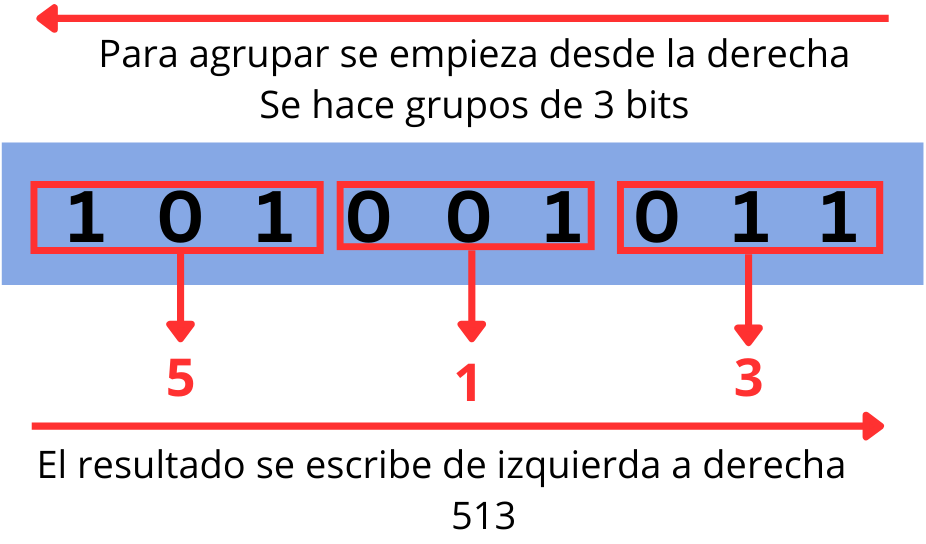 Para agrupar se empieza desde la derecha
Se hace grupos de 3 bits
1 0 1 0 0 1 0 1 1
5 1 3
El resultado se escribe de izquierda a derecha
513